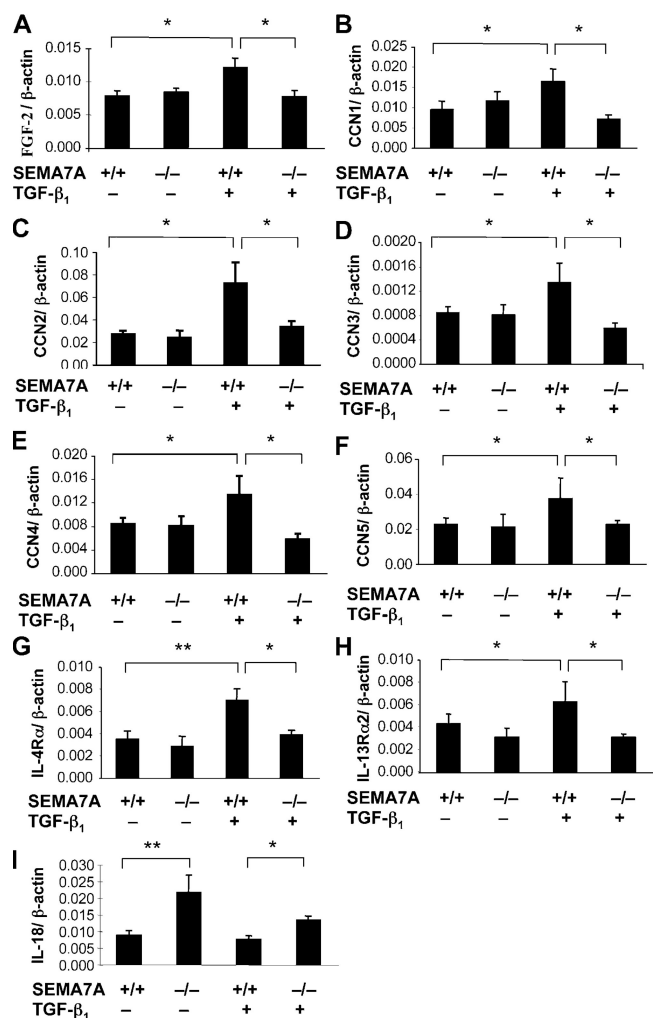 A
* *
FGF-2 / β-actin
0.015
0.010
0.005
0.000
SEMA7A +/+ –/– +/+ –/–
TGF-β1 – – + +
B
* *
CCN1/ β-actin
0.020
0.015
0.010
0.005
0.000
+/+ –/– +/+ –/–
– – + +
C
* *
CCN2/ β-actin
0.10
0.08
0.06
0.04
0.02
0.00
SEMA7A +/+ –/– +/+ –/–
TGF-β1 – – + +
D
* *
CCN3/ β-actin
0.0020
0.0016
0.0012
0.0008
0.0004
0.0000
SEMA7A +/+ –/– +/+ –/–
TGF-β1 – – + +
E
* *
CCN4/ β-actin
0.020
0.016
0.012
0.008
0.004
0.000
SEMA7A +/+ –/– +/+ –/–
TGF-β1 – – + +
F
* *
CCN5/ β-actin
0.06
0.04
0.02
0.00
SEMA7A +/+ –/– +/+ –/–
TGF-β1 – – + +
G
** *
IL-4Rα/ β-actin
0.010
0.008
0.006
0.004
0.002
0.000
SEMA7A +/+ –/– +/+ –/–
TGF-β1 – – + +
H
* *
IL-13Rα2/ β-actin
0.010
0.008
0.006
0.004
0.002
0.000
SEMA7A +/+ –/– +/+ –/–
TGF-β1 – – + +
I
** *
IL-18/ β-actin
0.030
0.025
0.020
0.015
0.010
0.005
0.000
SEMA7A +/+ –/– +/+ –/–
TGF-β1 – – + +